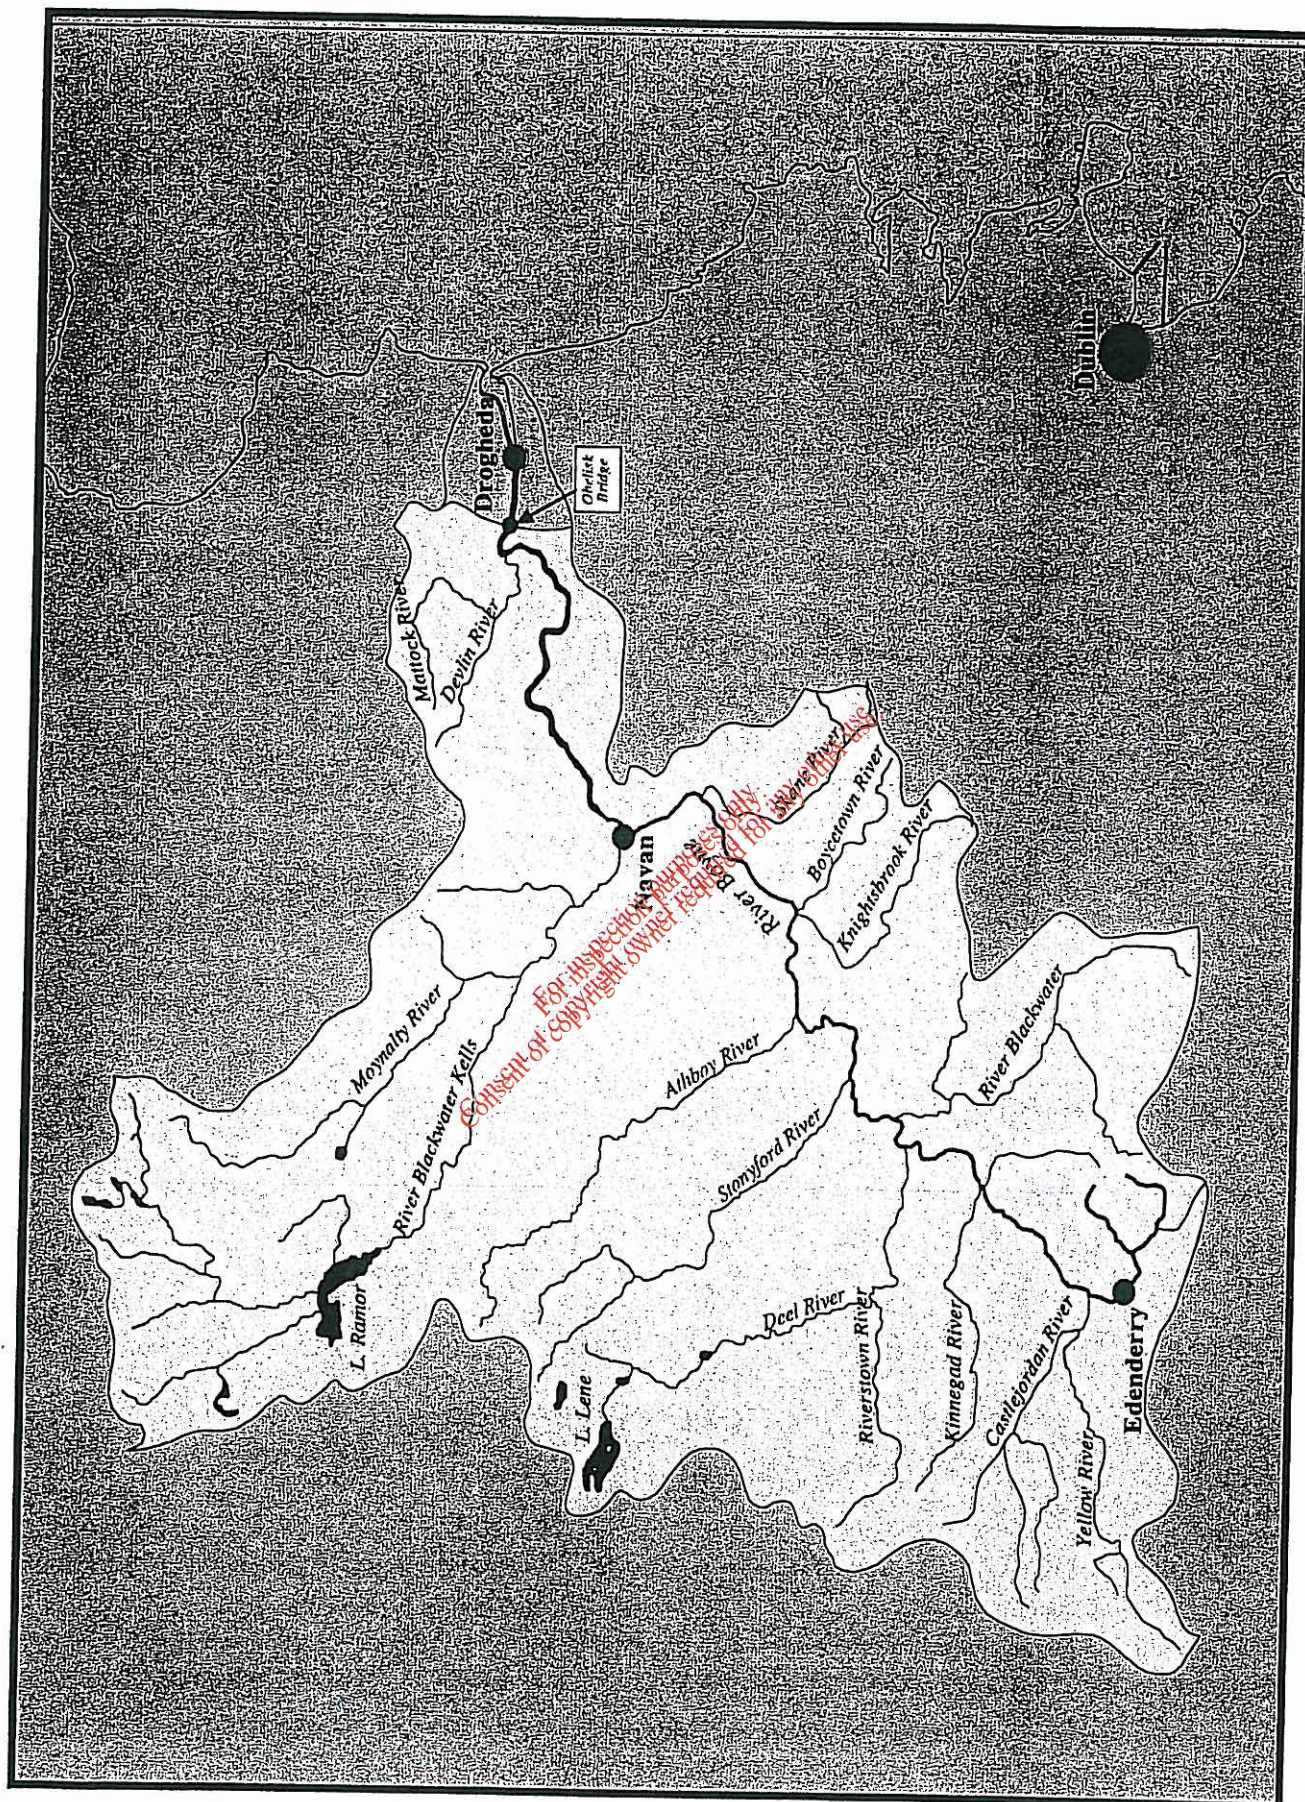 Drogheda
Obelisk
Bridge
Dublin
Mattock River
Devlin River
Navan
Skane River
Boycetown River
Knightsbrook River
River Boyne
Moynalty River
River Blackwater Kells
Athboy River
Stonyford River
River Blackwater
L. Ramor
L. Lene
Deel River
Riverstown River
Kinnegad River
Castlejordan River
Yellow River
Edenderry
For inspection purposes only.
Consent of copyright owner required for any other use.